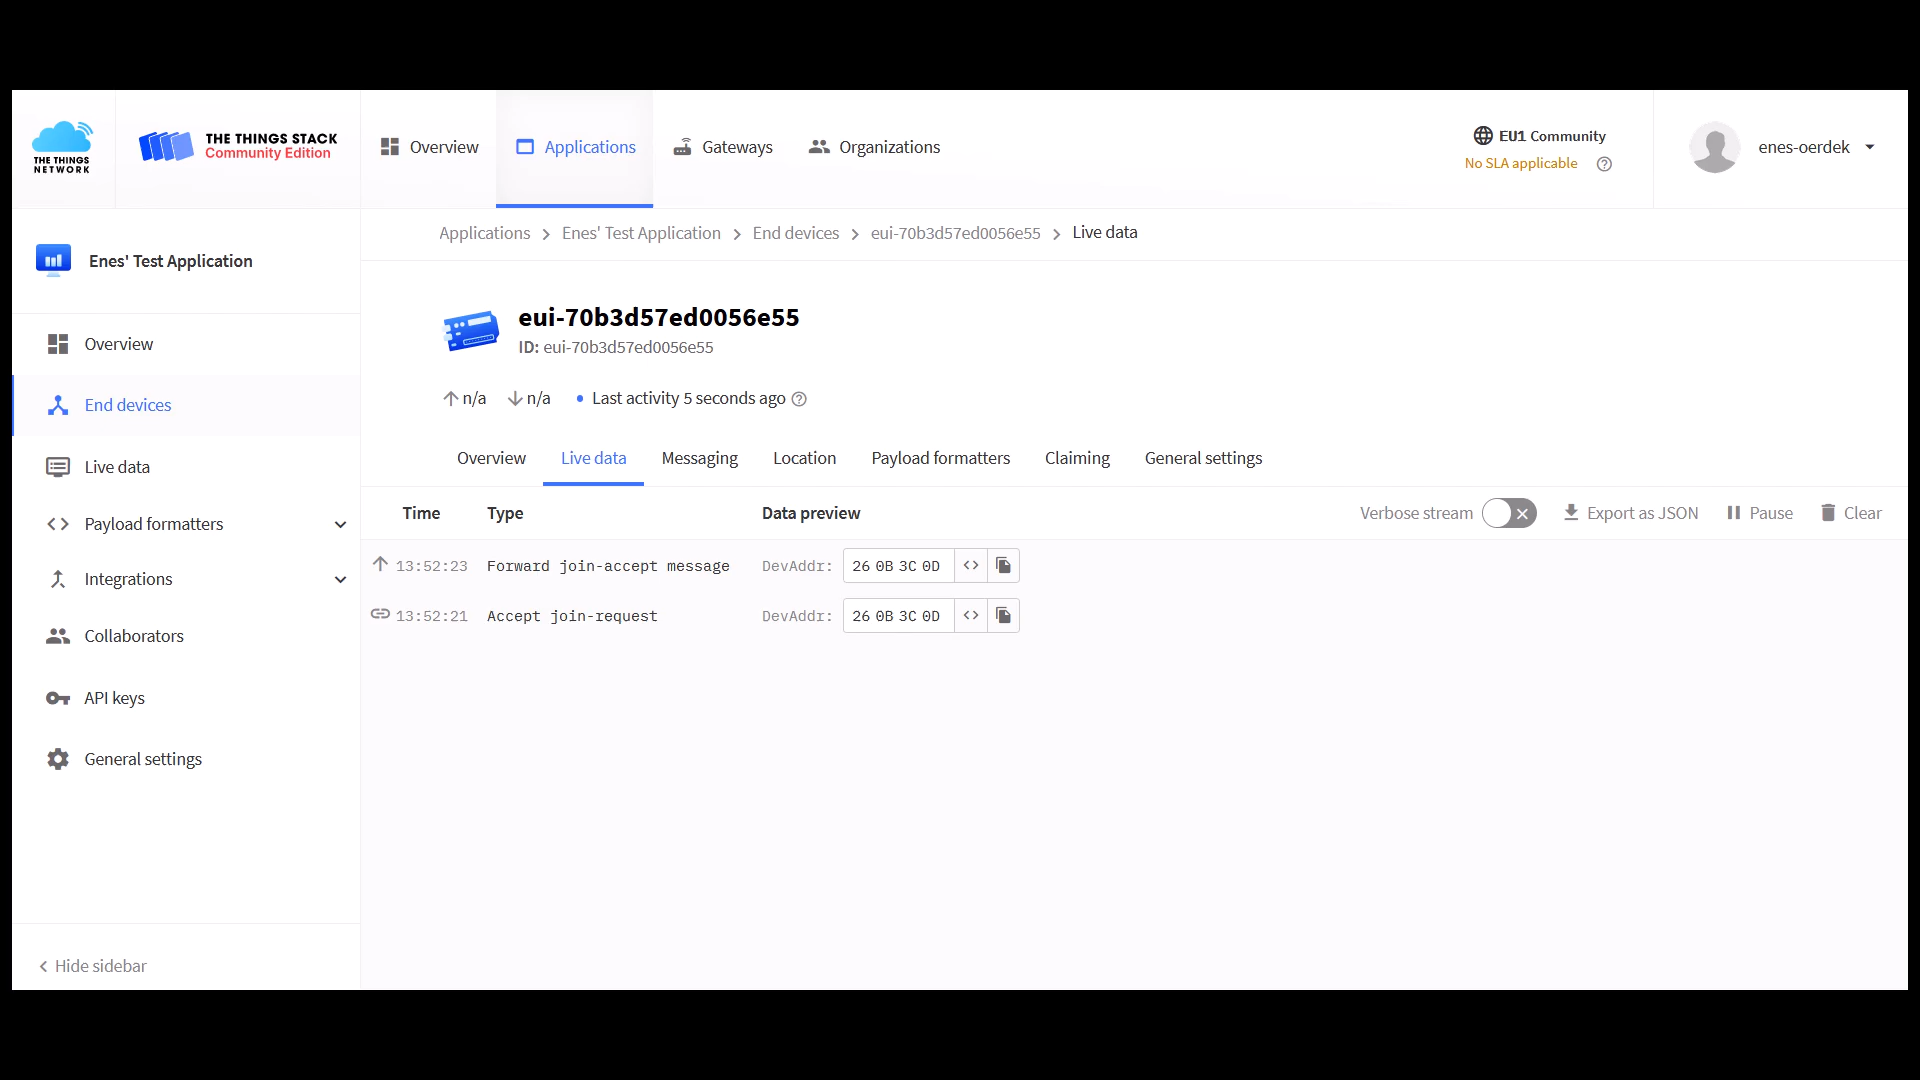 THE THINGS
NETWORK
THE THINGS STACK
Community Edition
Overview
Applications
Gateways
Organizations
EU1 Community
No SLA applicable
enes-oerdek
Enes' Test Application
Overview
End devices
Live data
Payload formatters
Integrations
Collaborators
API keys
General settings
Hide sidebar
Applications > Enes' Test Application > End devices > eui-70b3d57ed0056e55 > Live data
eui-70b3d57ed0056e55
ID: eui-70b3d57ed0056e55
↑ n/a ↓ n/a • Last activity 5 seconds ago
Overview Live data Messaging Location Payload formatters Claiming General settings
Time Type Data preview Verbose stream Export as JSON Pause Clear
13:52:23 Forward join-accept message DevAddr: 26 0B 3C 0D <>
13:52:21 Accept join-request DevAddr: 26 0B 3C 0D <>